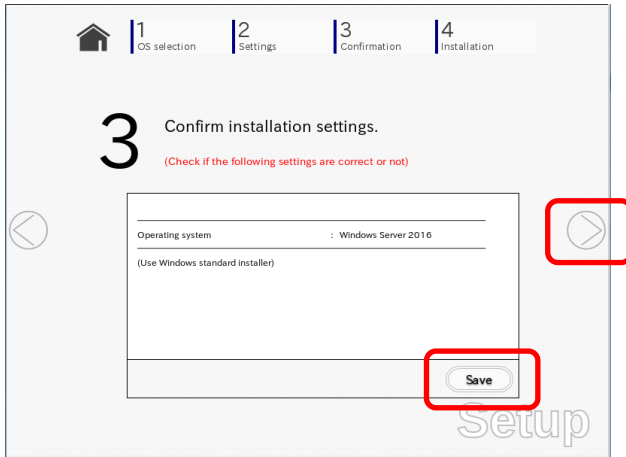 1
OS selection
2
Settings
3
Confirmation
4
Installation
3
Confirm installation settings.
(Check if the following settings are correct or not)
Operating system : Windows Server 2016
(Use Windows standard installer)
Save
Setup